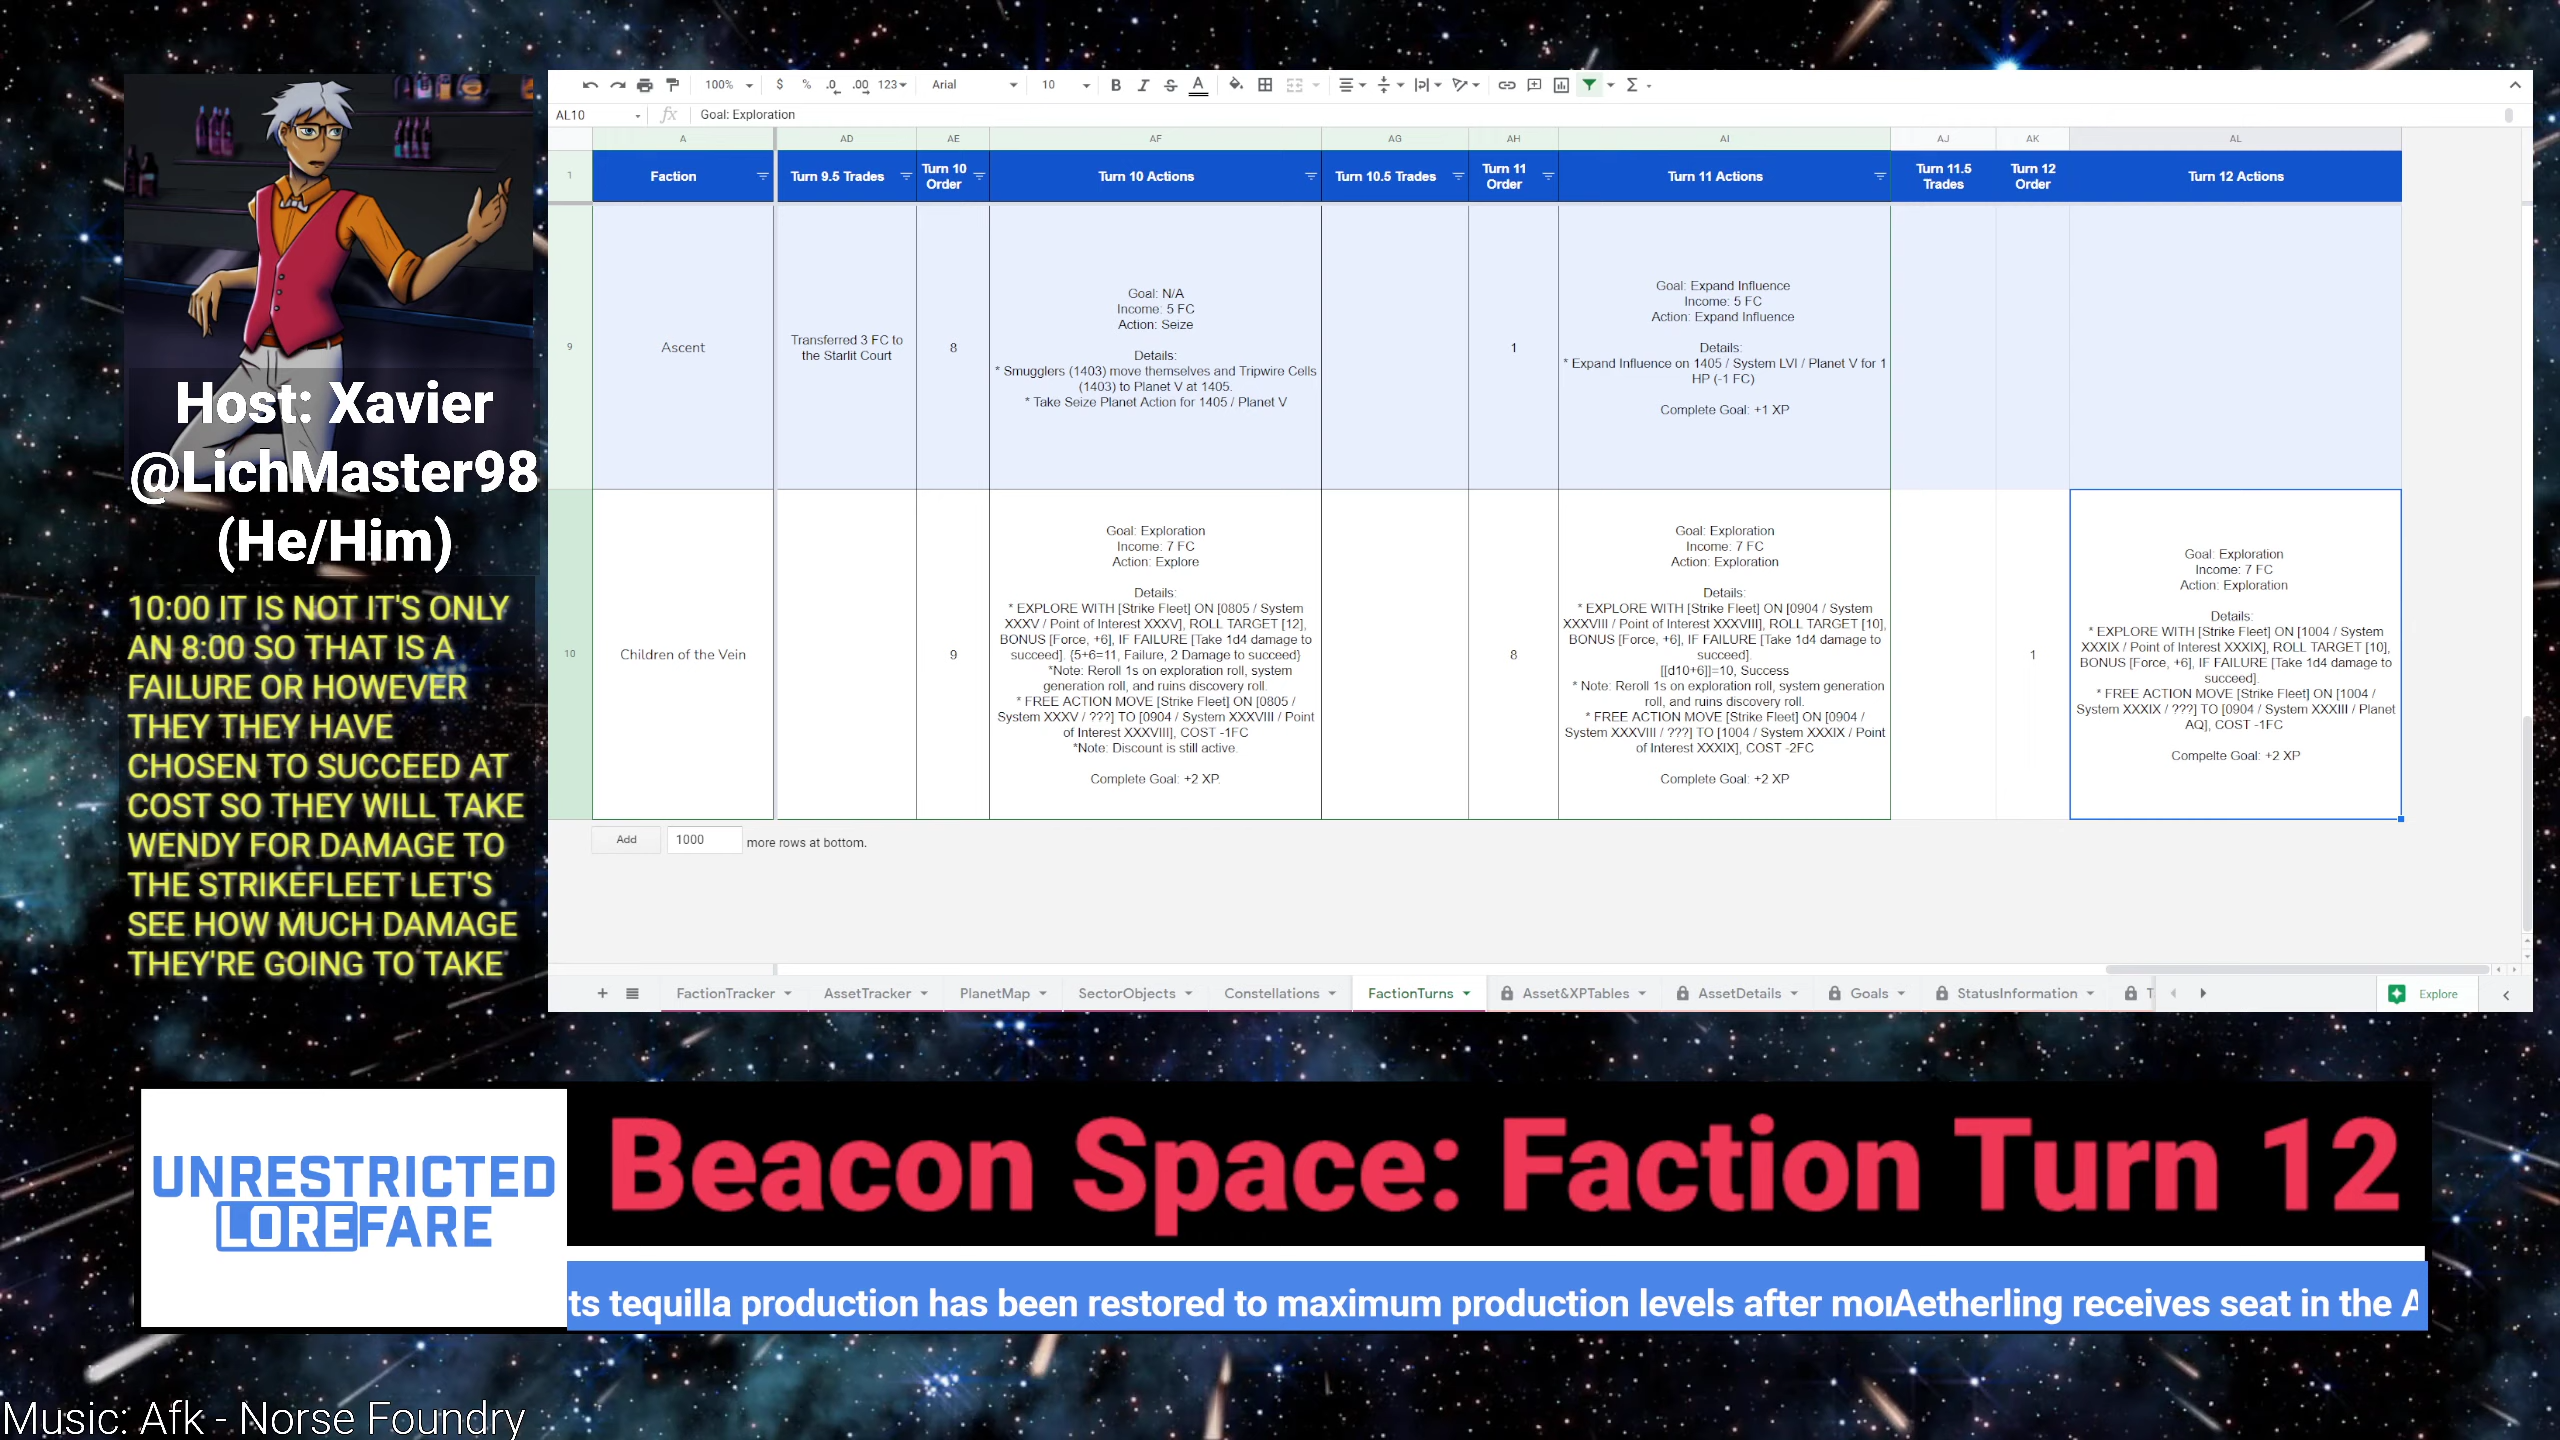 Host: Xavier
@LichMaster98
(He/Him)
10:00 IT IS NOT IT'S ONLY
AN 8:00 SO THAT IS A
FAILURE OR HOWEVER
THEY THEY HAVE
CHOSEN TO SUCCEED AT
COST SO THEY WILL TAKE
WENDY FOR DAMAGE TO
THE STRIKEFLEET LET'S
SEE HOW MUCH DAMAGE
THEY'RE GOING TO TAKE
100% $ % .0 .00 123 Arial 10 B I S A Σ
AL10 fx Goal: Exploration
A AD AE AF AG AH AI AJ AK AL
1 Faction Turn 9.5 Trades Turn 10 Order Turn 10 Actions Turn 10.5 Trades Turn 11 Order Turn 11 Actions Turn 11.5 Trades Turn 12 Order Turn 12 Actions
9
Ascent
Transferred 3 FC to
the Starlit Court
8
Goal: N/A
Income: 5 FC
Action: Seize
Details:
* Smugglers (1403) move themselves and Tripwire Cells
(1403) to Planet V at 1405.
* Take Seize Planet Action for 1405 / Planet V
1
Goal: Expand Influence
Income: 5 FC
Action: Expand Influence
Details:
* Expand Influence on 1405 / System LVI / Planet V for 1
HP (-1 FC)
Complete Goal: +1 XP
10
Children of the Vein
9
Goal: Exploration
Income: 7 FC
Action: Explore
Details:
* EXPLORE WITH [Strike Fleet] ON [0805 / System
XXXV / Point of Interest XXXV], ROLL TARGET [12],
BONUS [Force, +6], IF FAILURE [Take 1d4 damage to
succeed]. {5+6=11, Failure, 2 Damage to succeed}
*Note: Reroll 1s on exploration roll, system
generation roll, and ruins discovery roll.
* FREE ACTION MOVE [Strike Fleet] ON [0805 /
System XXXV / ???] TO [0904 / System XXXVIII / Point
of Interest XXXVIII], COST -1FC
*Note: Discount is still active.
Complete Goal: +2 XP.
8
Goal: Exploration
Income: 7 FC
Action: Exploration
Details:
* EXPLORE WITH [Strike Fleet] ON [0904 / System
XXXVIII / Point of Interest XXXVIII], ROLL TARGET [10],
BONUS [Force, +6], IF FAILURE [Take 1d4 damage to
succeed].
[[d10+6]]=10, Success
* Note: Reroll 1s on exploration roll, system generation
roll, and ruins discovery roll.
* FREE ACTION MOVE [Strike Fleet] ON [0904 /
System XXXVIII / ???] TO [1004 / System XXXIX / Point
of Interest XXXIX], COST -2FC
Complete Goal: +2 XP
1
Goal: Exploration
Income: 7 FC
Action: Exploration
Details:
* EXPLORE WITH [Strike Fleet] ON [1004 / System
XXXIX / Point of Interest XXXIX], ROLL TARGET [10],
BONUS [Force, +6], IF FAILURE [Take 1d4 damage to
succeed].
* FREE ACTION MOVE [Strike Fleet] ON [1004 /
System XXXIX / ???] TO [0904 / System XXXIII / Planet
AQ], COST -1FC
Compelte Goal: +2 XP
Add 1000 more rows at bottom.
+ FactionTracker AssetTracker PlanetMap SectorObjects Constellations FactionTurns Asset&XPTables AssetDetails Goals StatusInformation T Explore
UNRESTRICTED
LOREFARE
Beacon Space: Faction Turn 12
ts tequilla production has been restored to maximum production levels after moiAetherling receives seat in the A
Music: Afk - Norse Foundry